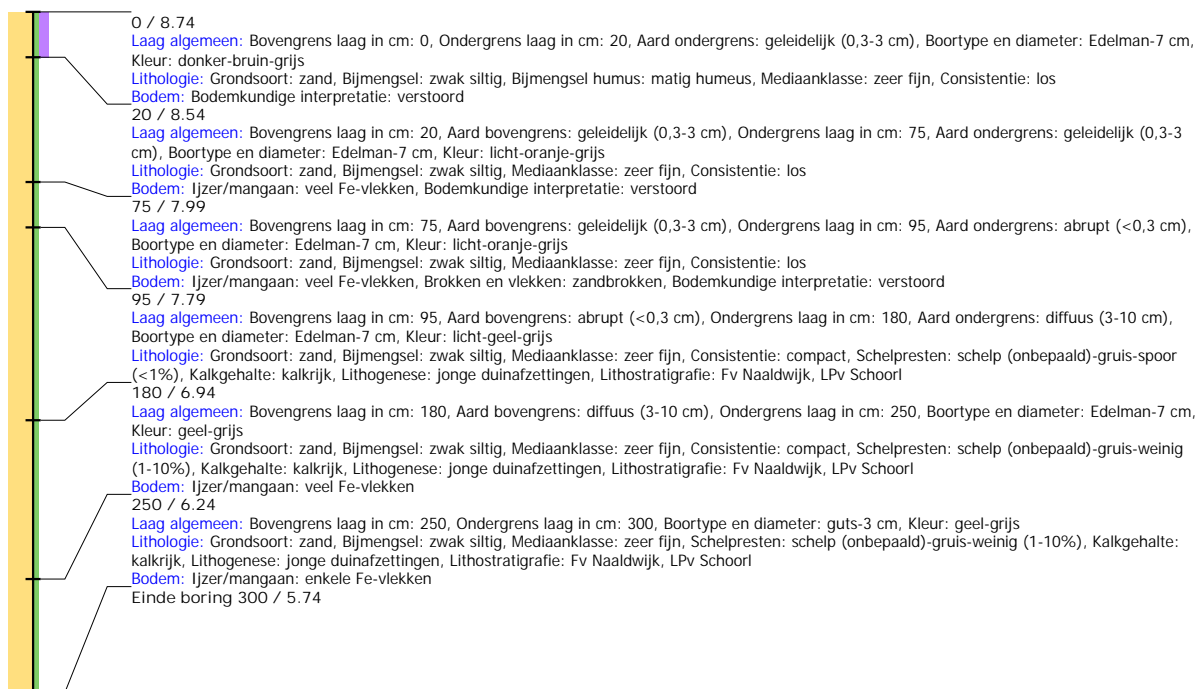 0 / 8.74
Laag algemeen: Bovengrens laag in cm: 0, Ondergrens laag in cm: 20, Aard ondergrens: geleidelijk (0,3-3 cm), Boortype en diameter: Edelman-7 cm,
Kleur: donker-bruin-grijs
Lithologie: Grondsoort: zand, Bijmengsel: zwak siltig, Bijmengsel humus: matig humeus, Mediaanklasse: zeer fijn, Consistentie: los
Bodem: Bodemkundige interpretatie: verstoord
20 / 8.54
Laag algemeen: Bovengrens laag in cm: 20, Aard bovengrens: geleidelijk (0,3-3 cm), Ondergrens laag in cm: 75, Aard ondergrens: geleidelijk (0,3-3
cm), Boortype en diameter: Edelman-7 cm, Kleur: licht-oranje-grijs
Lithologie: Grondsoort: zand, Bijmengsel: zwak siltig, Mediaanklasse: zeer fijn, Consistentie: los
Bodem: Ijzer/mangaan: veel Fe-vlekken, Bodemkundige interpretatie: verstoord
75 / 7.99
Laag algemeen: Bovengrens laag in cm: 75, Aard bovengrens: geleidelijk (0,3-3 cm), Ondergrens laag in cm: 95, Aard ondergrens: abrupt (<0,3 cm),
Boortype en diameter: Edelman-7 cm, Kleur: licht-oranje-grijs
Lithologie: Grondsoort: zand, Bijmengsel: zwak siltig, Mediaanklasse: zeer fijn, Consistentie: los
Bodem: Ijzer/mangaan: veel Fe-vlekken, Brokken en vlekken: zandbrokken, Bodemkundige interpretatie: verstoord
95 / 7.79
Laag algemeen: Bovengrens laag in cm: 95, Aard bovengrens: abrupt (<0,3 cm), Ondergrens laag in cm: 180, Aard ondergrens: diffuus (3-10 cm),
Boortype en diameter: Edelman-7 cm, Kleur: licht-geel-grijs
Lithologie: Grondsoort: zand, Bijmengsel: zwak siltig, Mediaanklasse: zeer fijn, Consistentie: compact, Schelpresten: schelp (onbepaald)-gruis-spoor
(<1%), Kalkgehalte: kalkrijk, Lithogenese: jonge duinafzettingen, Lithostratigrafie: Fv Naaldwijk, LPv Schoorl
180 / 6.94
Laag algemeen: Bovengrens laag in cm: 180, Aard bovengrens: diffuus (3-10 cm), Ondergrens laag in cm: 250, Boortype en diameter: Edelman-7 cm,
Kleur: geel-grijs
Lithologie: Grondsoort: zand, Bijmengsel: zwak siltig, Mediaanklasse: zeer fijn, Consistentie: compact, Schelpresten: schelp (onbepaald)-gruis-weinig
(1-10%), Kalkgehalte: kalkrijk, Lithogenese: jonge duinafzettingen, Lithostratigrafie: Fv Naaldwijk, LPv Schoorl
Bodem: Ijzer/mangaan: veel Fe-vlekken
250 / 6.24
Laag algemeen: Bovengrens laag in cm: 250, Ondergrens laag in cm: 300, Boortype en diameter: guts-3 cm, Kleur: geel-grijs
Lithologie: Grondsoort: zand, Bijmengsel: zwak siltig, Mediaanklasse: zeer fijn, Schelpresten: schelp (onbepaald)-gruis-weinig (1-10%), Kalkgehalte:
kalkrijk, Lithogenese: jonge duinafzettingen, Lithostratigrafie: Fv Naaldwijk, LPv Schoorl
Bodem: Ijzer/mangaan: enkele Fe-vlekken
Einde boring 300 / 5.74